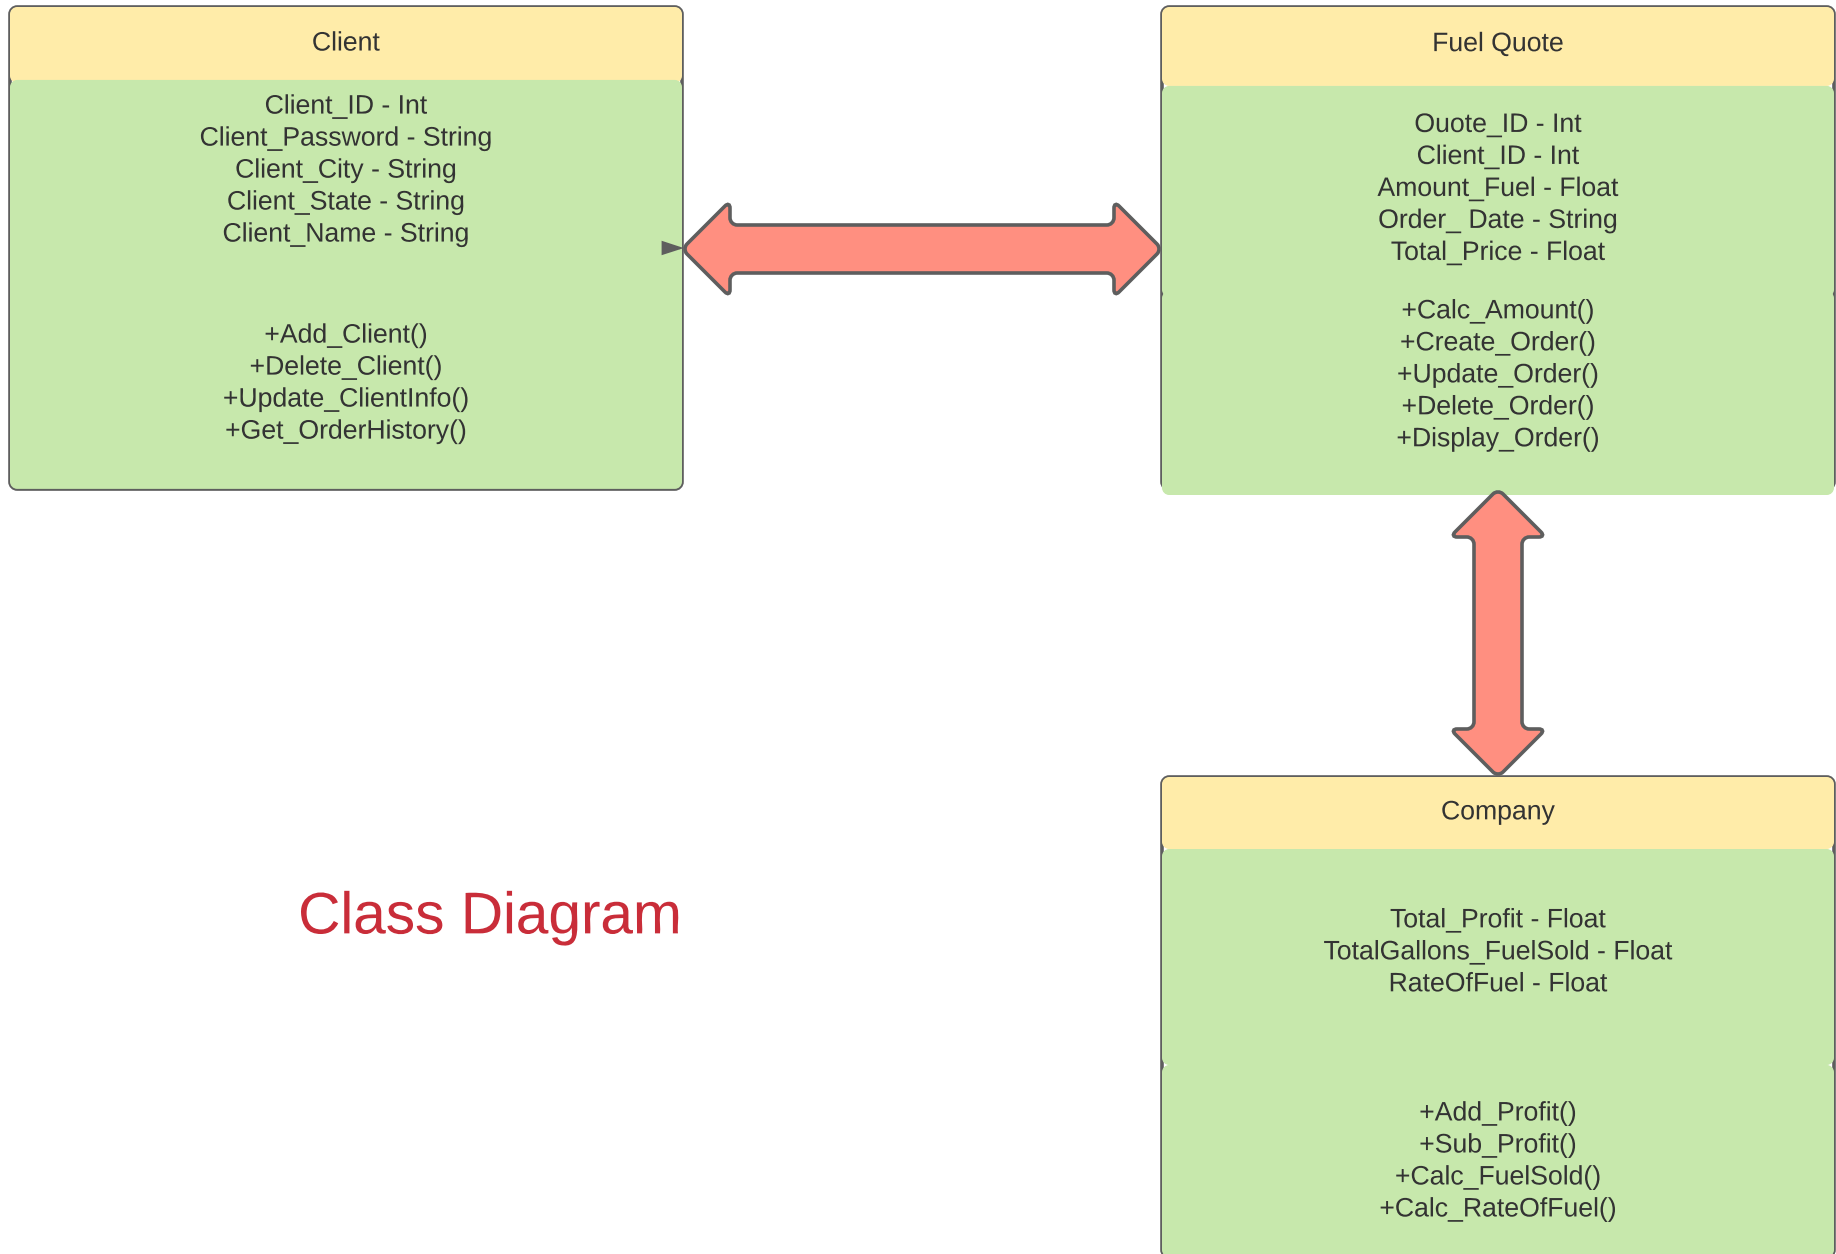 Client
Client_ID - Int
Client_Password - String
Client_City - String
Client_State - String
Client_Name - String
+Add_Client()
+Delete_Client()
+Update_ClientInfo()
+Get_OrderHistory()
Fuel Quote
Ouote_ID - Int
Client_ID - Int
Amount_Fuel - Float
Order_ Date - String
Total_Price - Float
+Calc_Amount()
+Create_Order()
+Update_Order()
+Delete_Order()
+Display_Order()
Company
Total_Profit - Float
TotalGallons_FuelSold - Float
RateOfFuel - Float
+Add_Profit()
+Sub_Profit()
+Calc_FuelSold()
+Calc_RateOfFuel()
Class Diagram